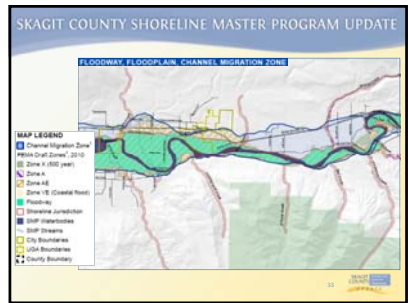 SKAGIT COUNTY SHORELINE MASTER PROGRAM UPDATE
FLOODWAY, FLOODPLAIN, CHANNEL MIGRATION ZONE
MAP LEGEND
Channel Migration Zone¹
FEMA Draft Zones², 2010
Zone X (500 year)
Zone A
Zone AE
Zone VE (Coastal flood)
Floodway
Shoreline Jurisdiction
SMP Waterbodies
SMP Streams
City Boundaries
UGA Boundaries
County Boundary
SKAGIT
COUNTY